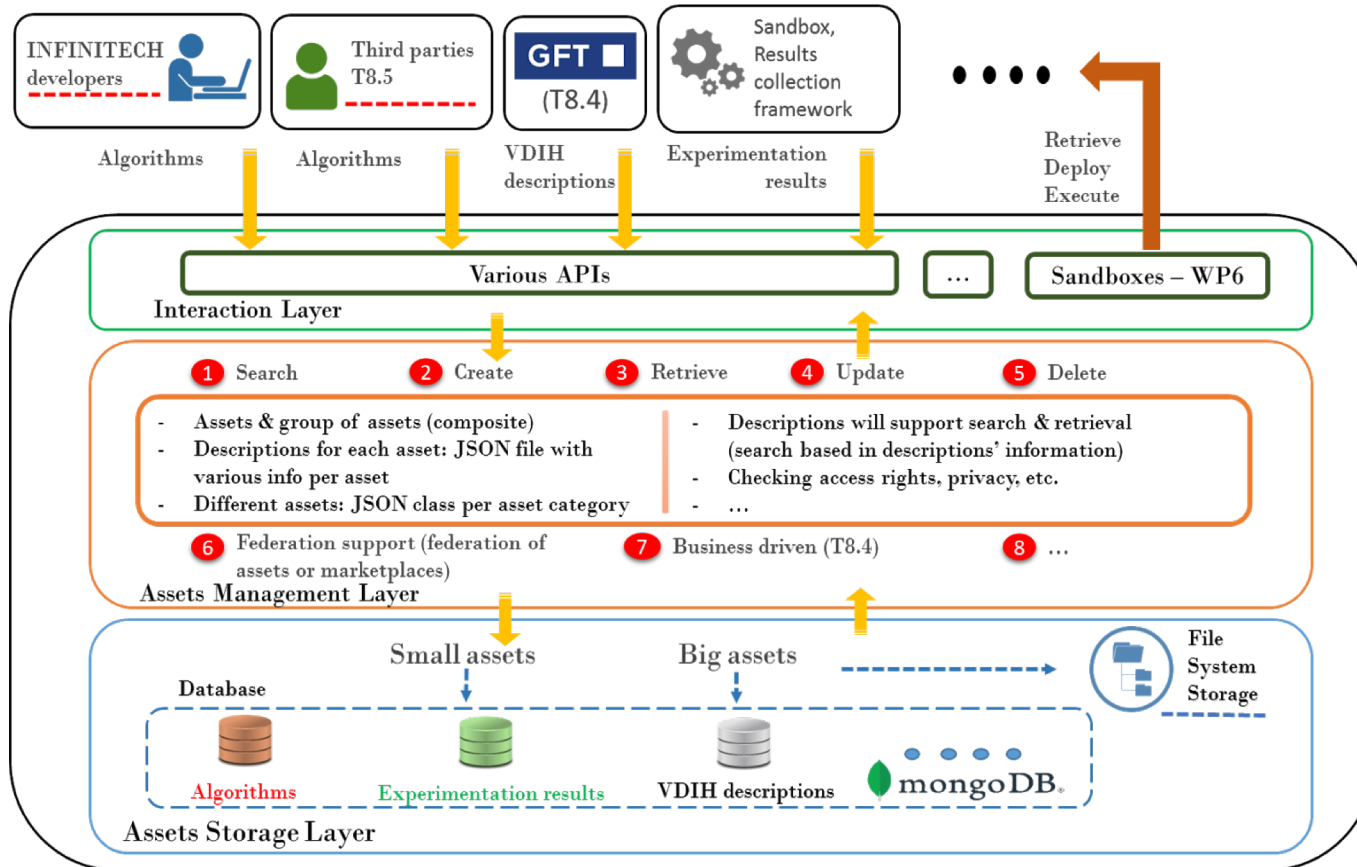 INFINITECH
developers
Third parties
T8.5
GFT
(T8.4)
Sandbox,
Results
collection
framework
Algorithms
Algorithms
VDIH
descriptions
Experimentation
results
Retrieve
Deploy
Execute
Various APIs
...
Sandboxes – WP6
Interaction Layer
1 Search
2 Create
3 Retrieve
4 Update
5 Delete
- Assets & group of assets (composite)
- Descriptions for each asset: JSON file with
various info per asset
- Different assets: JSON class per asset category
- Descriptions will support search & retrieval
(search based in descriptions' information)
- Checking access rights, privacy, etc.
- ...
6 Federation support (federation of
assets or marketplaces)
7 Business driven (T8.4)
8 ...
Assets Management Layer
Small assets
Big assets
File
System
Storage
Database
Algorithms
Experimentation results
VDIH descriptions
mongoDB®
Assets Storage Layer